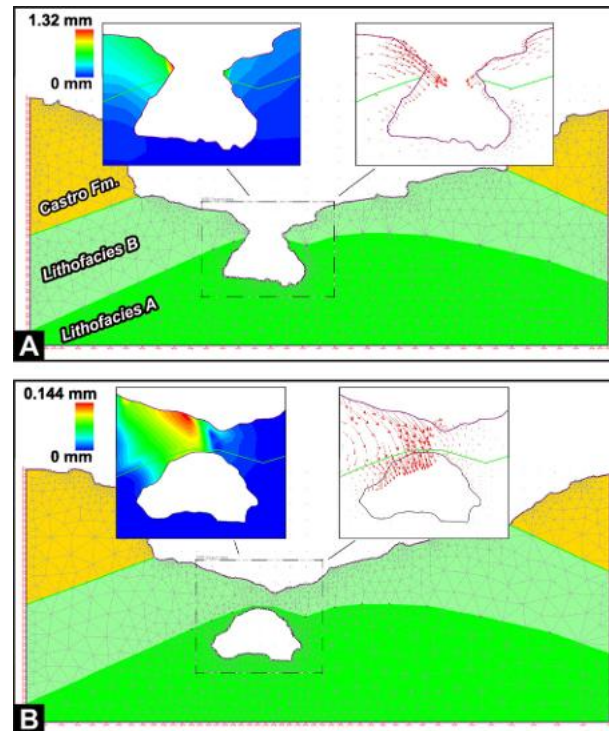 1.32 mm
0 mm
Castro Fm.
Lithofacies B
Lithofacies A
A
0.144 mm
0 mm
B